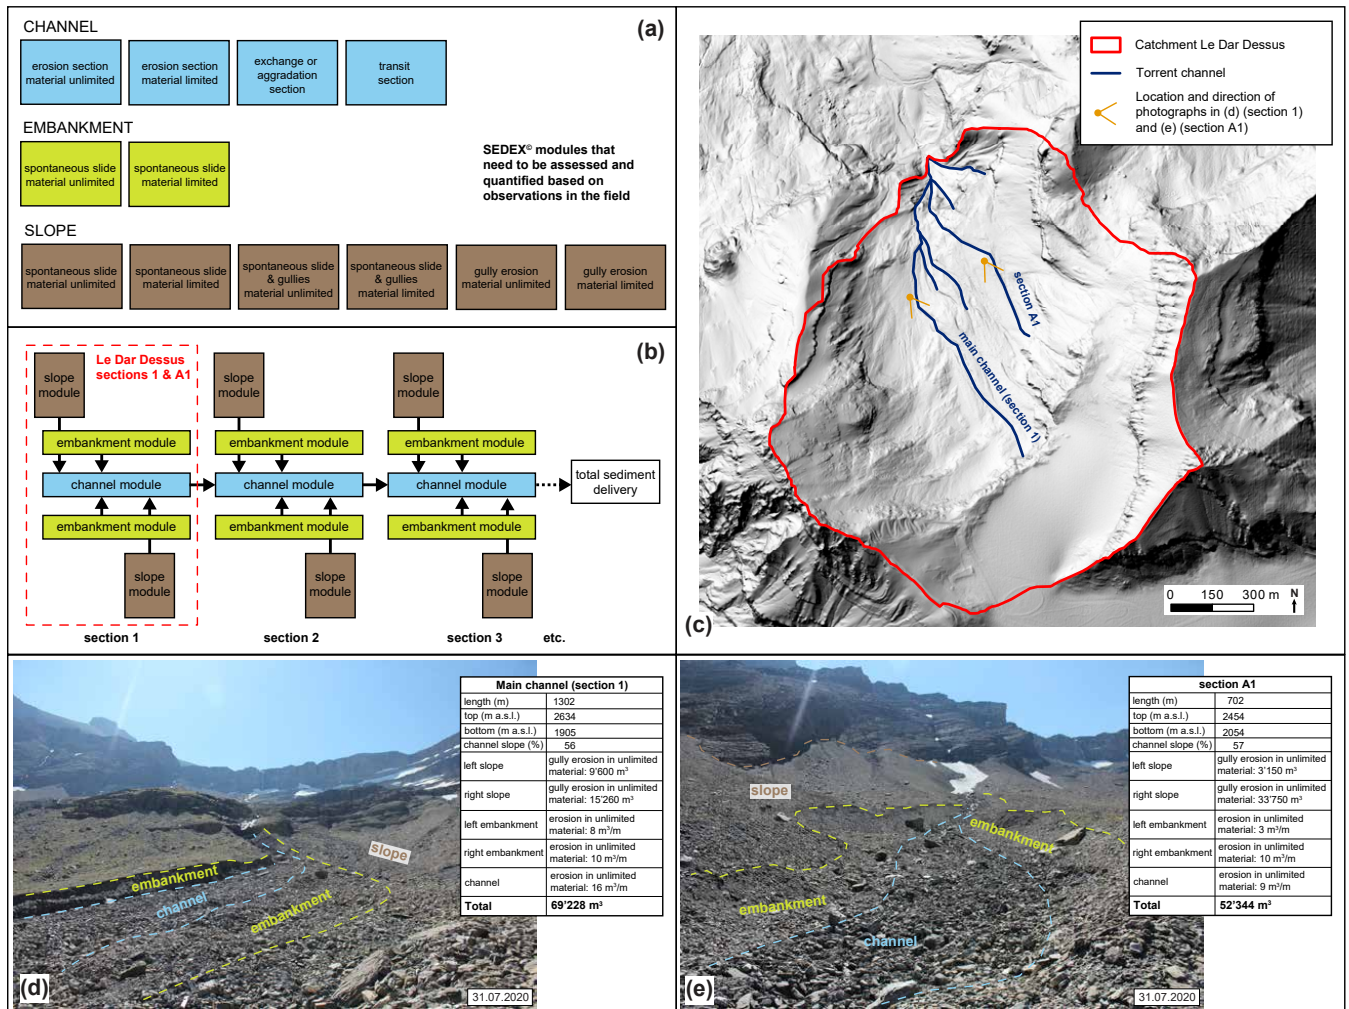 (a)
CHANNEL
erosion section
material unlimited
erosion section
material limited
exchange or
aggradation
section
transit
section
EMBANKMENT
spontaneous slide
material unlimited
spontaneous slide
material limited
SEDEX© modules that
need to be assessed and
quantified based on
observations in the field
SLOPE
spontaneous slide
material unlimited
spontaneous slide
material limited
spontaneous slide
& gullies
material unlimited
spontaneous slide
& gullies
material limited
gully erosion
material unlimited
gully erosion
material limited
(b)
Le Dar Dessus
sections 1 & A1
slope
module
slope
module
slope
module
embankment module
embankment module
embankment module
channel module
channel module
channel module
total sediment
delivery
embankment module
embankment module
embankment module
slope
module
slope
module
slope
module
section 1
section 2
section 3
etc.
Catchment Le Dar Dessus
Torrent channel
Location and direction of
photographs in (d) (section 1)
and (e) (section A1)
section A1
main channel (section 1)
0 150 300 m
N
(c)
Main channel (section 1)
length (m) 1302
top (m a.s.l.) 2634
bottom (m a.s.l.) 1905
channel slope (%) 56
left slope gully erosion in unlimited
material: 9'600 m³
right slope gully erosion in unlimited
material: 15'260 m³
left embankment erosion in unlimited
material: 8 m³/m
right embankment erosion in unlimited
material: 10 m³/m
channel erosion in unlimited
material: 16 m³/m
Total 69'228 m³
slope
embankment
channel
embankment
(d)
31.07.2020
section A1
length (m) 702
top (m a.s.l.) 2454
bottom (m a.s.l.) 2054
channel slope (%) 57
left slope gully erosion in unlimited
material: 3'150 m³
right slope gully erosion in unlimited
material: 33'750 m³
left embankment erosion in unlimited
material: 3 m³/m
right embankment erosion in unlimited
material: 10 m³/m
channel erosion in unlimited
material: 9 m³/m
Total 52'344 m³
slope
embankment
embankment
channel
(e)
31.07.2020